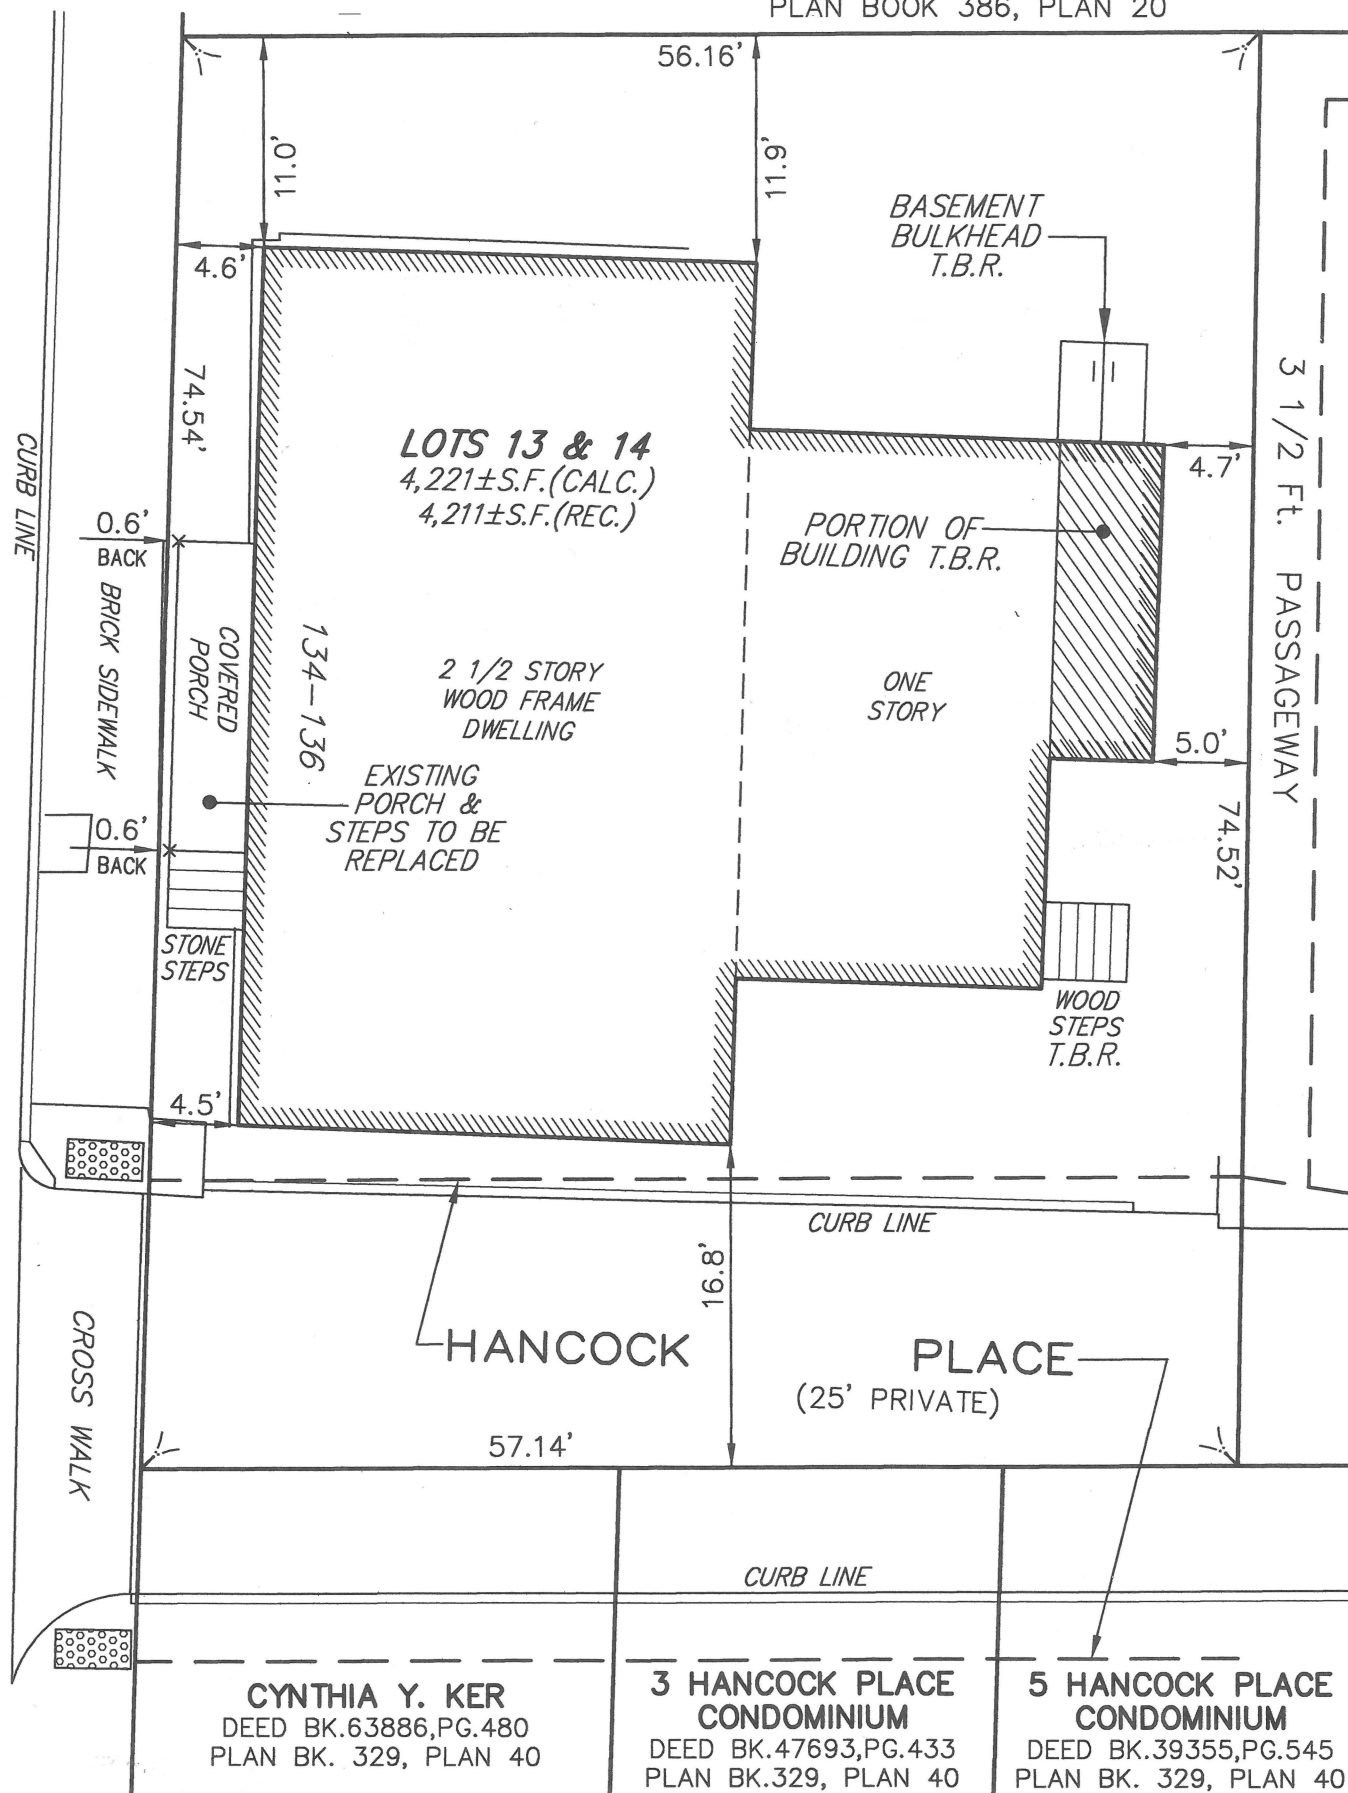 PLAN BOOK 386, PLAN 20
56.16'
11.0'
11.9'
BASEMENT
BULKHEAD
T.B.R.
4.6'
74.54'
LOTS 13 & 14
4,221±S.F.(CALC.)
4,211±S.F.(REC.)
4.7'
3 1/2 Ft. PASSAGEWAY
CURB LINE
0.6'
BACK
PORTION OF
BUILDING T.B.R.
BRICK SIDEWALK
COVERED
PORCH
134-136
2 1/2 STORY
WOOD FRAME
DWELLING
ONE
STORY
5.0'
EXISTING
PORCH &
STEPS TO BE
REPLACED
0.6'
BACK
74.52'
STONE
STEPS
WOOD
STEPS
T.B.R.
4.5'
CURB LINE
16.8'
HANCOCK PLACE
(25' PRIVATE)
CROSS WALK
57.14'
CURB LINE
CYNTHIA Y. KER
DEED BK.63886,PG.480
PLAN BK. 329, PLAN 40
3 HANCOCK PLACE
CONDOMINIUM
DEED BK.47693,PG.433
PLAN BK.329, PLAN 40
5 HANCOCK PLACE
CONDOMINIUM
DEED BK.39355,PG.545
PLAN BK. 329, PLAN 40